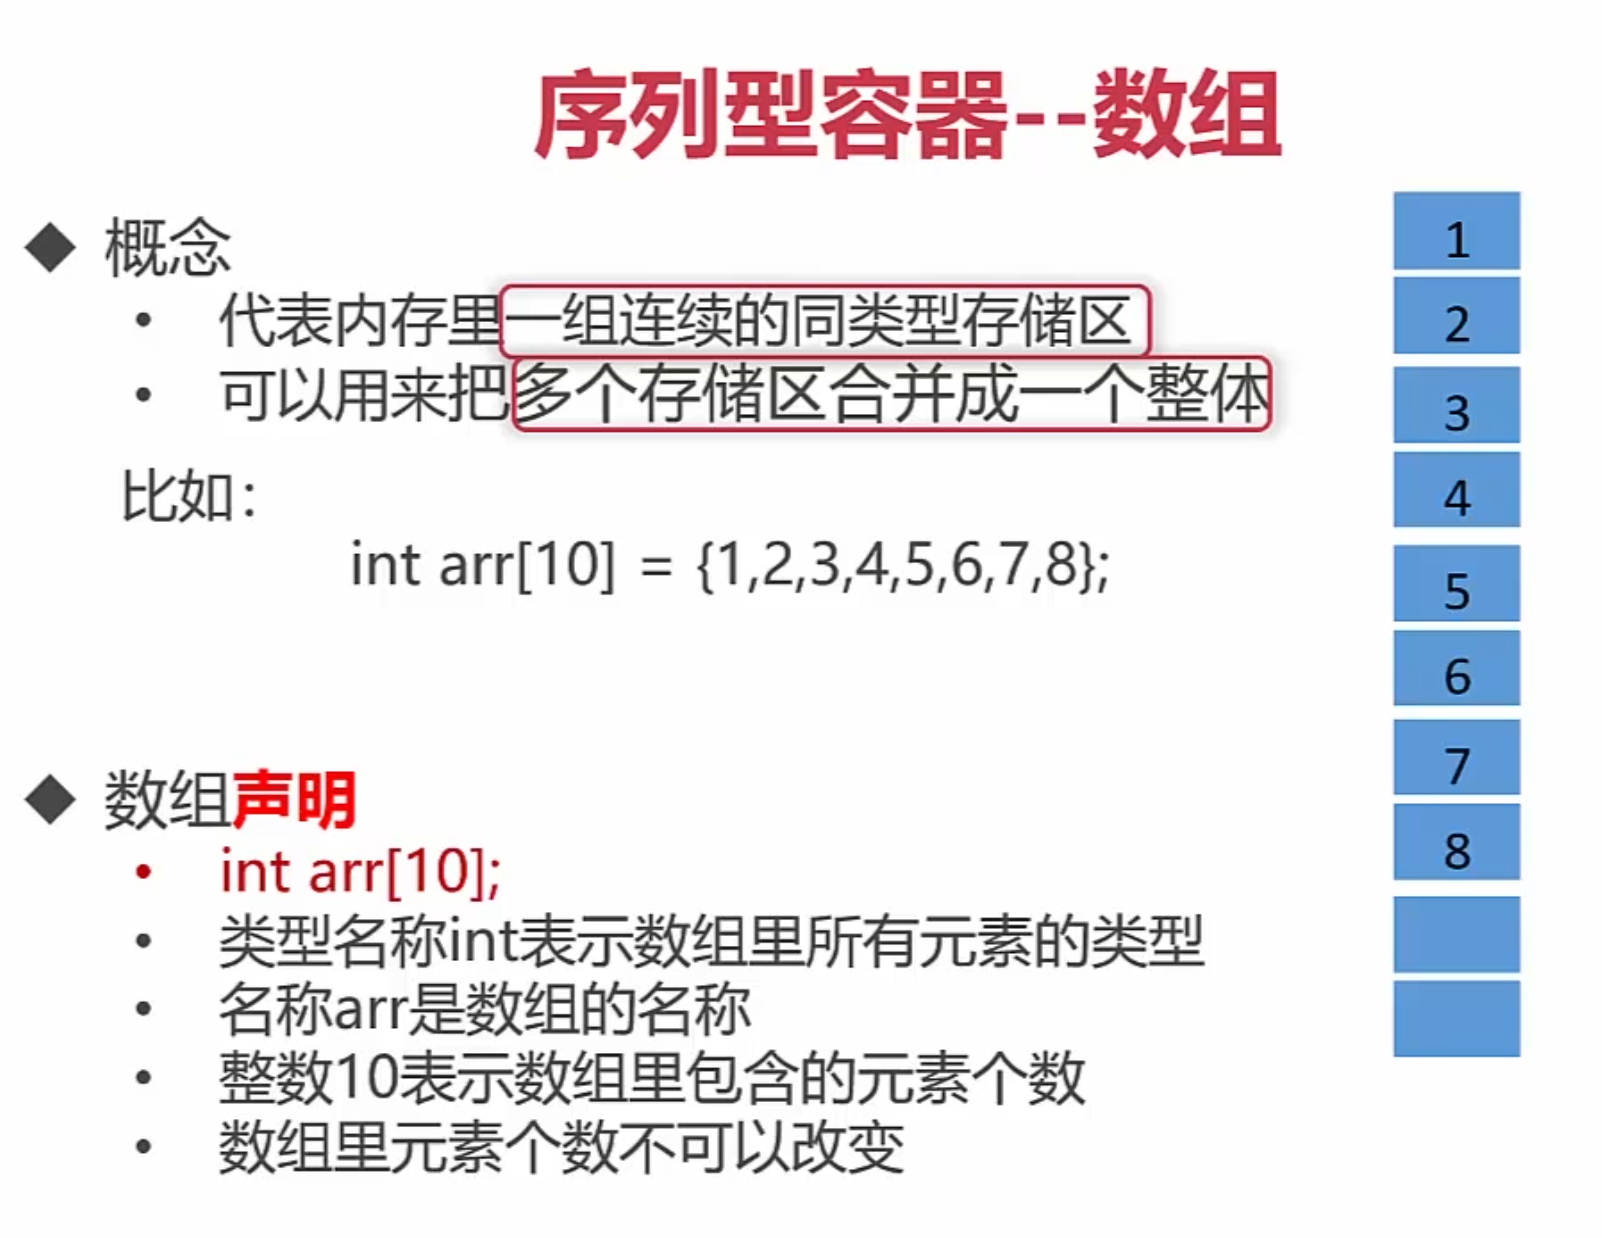 序列型容器--数组
◆ 概念
• 代表内存里一组连续的同类型存储区
• 可以用来把多个存储区合并成一个整体
比如：
int arr[10] = {1,2,3,4,5,6,7,8};
◆ 数组声明
• int arr[10];
• 类型名称int表示数组里所有元素的类型
• 名称arr是数组的名称
• 整数10表示数组里包含的元素个数
• 数组里元素个数不可以改变
1
2
3
4
5
6
7
8